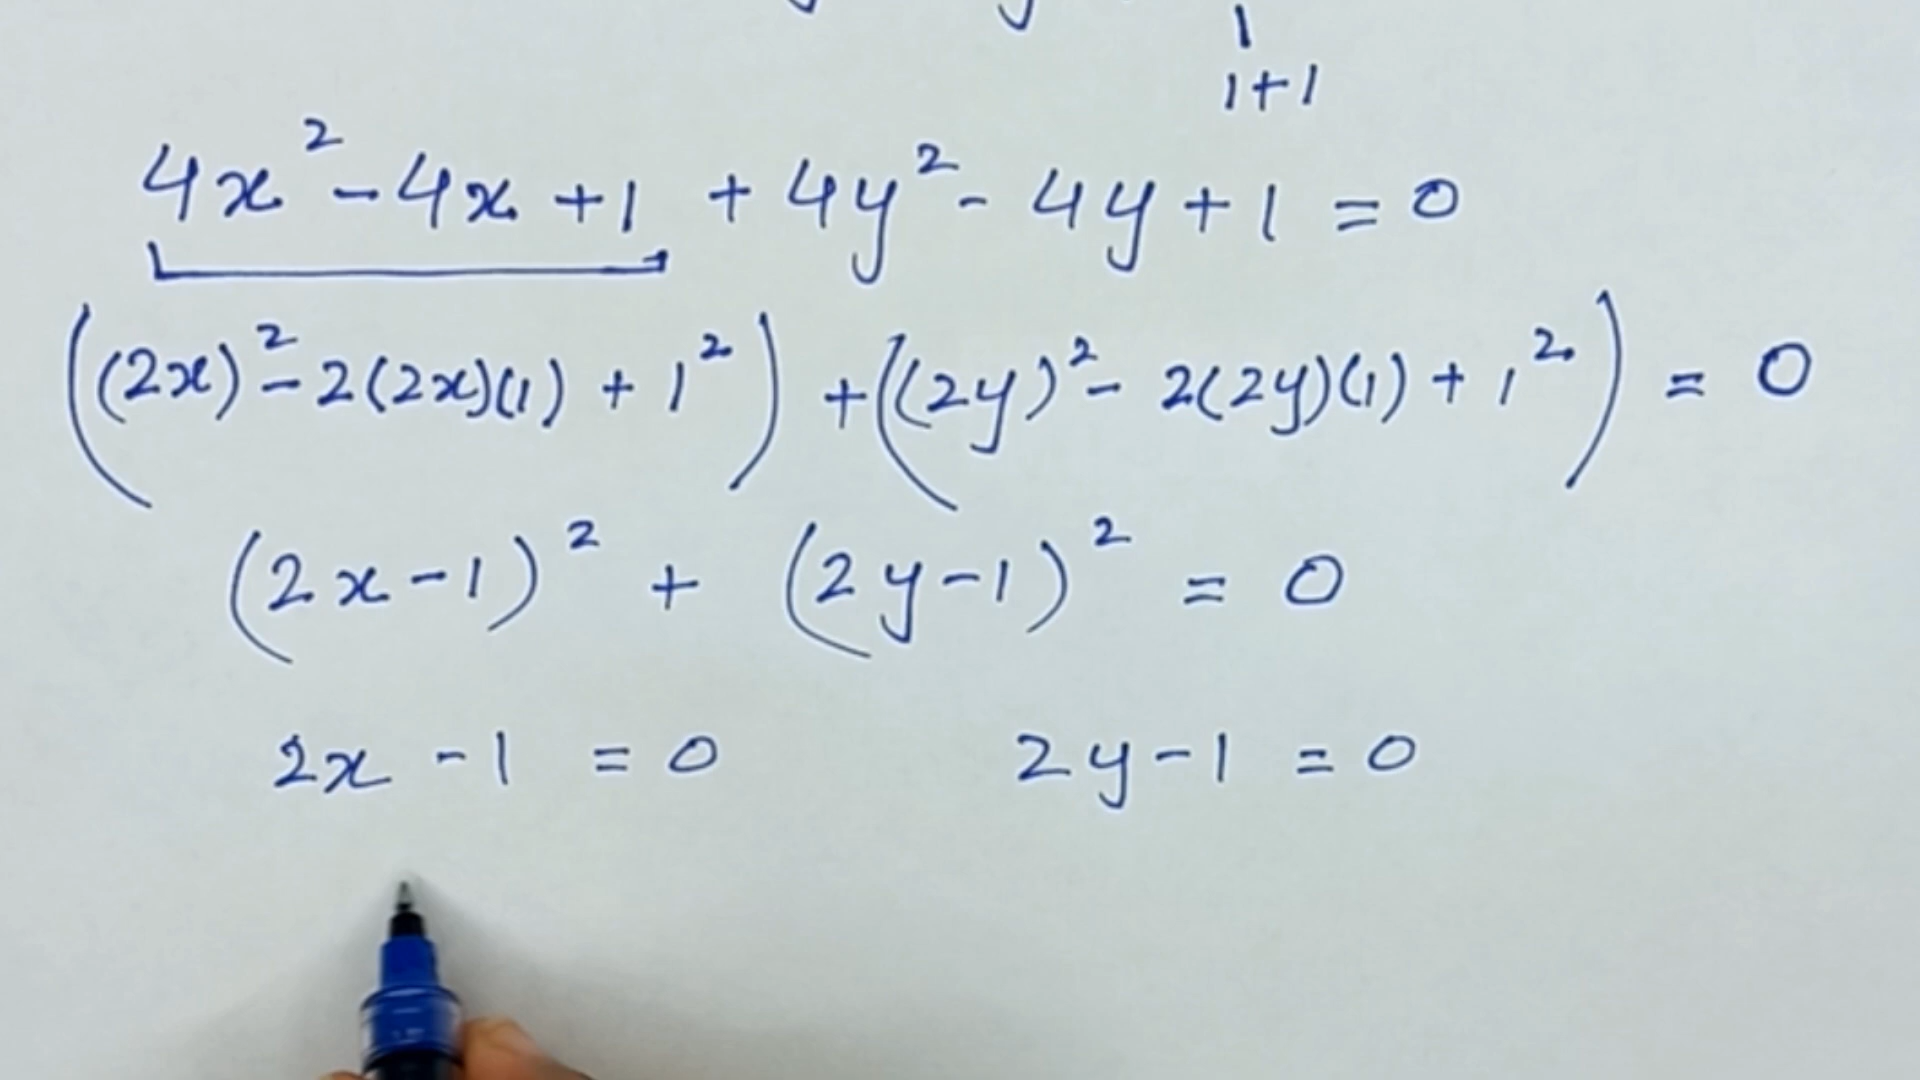 1
1+1
4x² - 4x + 1 + 4y² - 4y + 1 = 0
((2x)² - 2(2x)(1) + 1²) + ((2y)² - 2(2y)(1) + 1²) = 0
(2x - 1)² + (2y - 1)² = 0
2x - 1 = 0 2y - 1 = 0